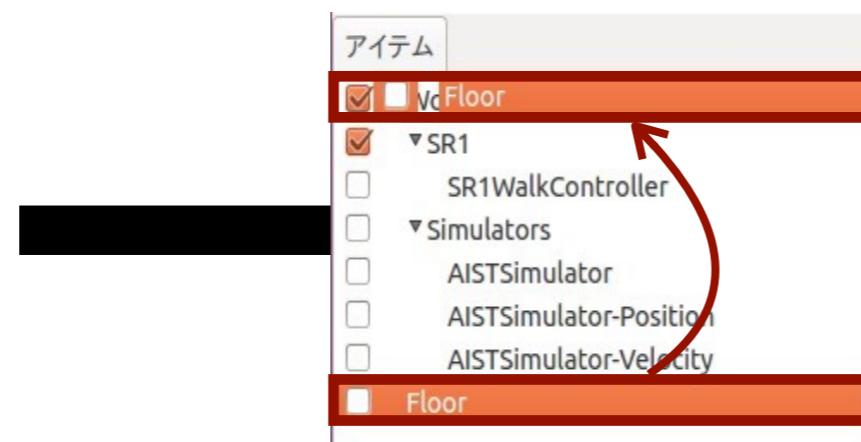 アイテム
Floor
SR1
SR1WalkController
Simulators
AISTSimulator
AISTSimulator-Position
AISTSimulator-Velocity
Floor